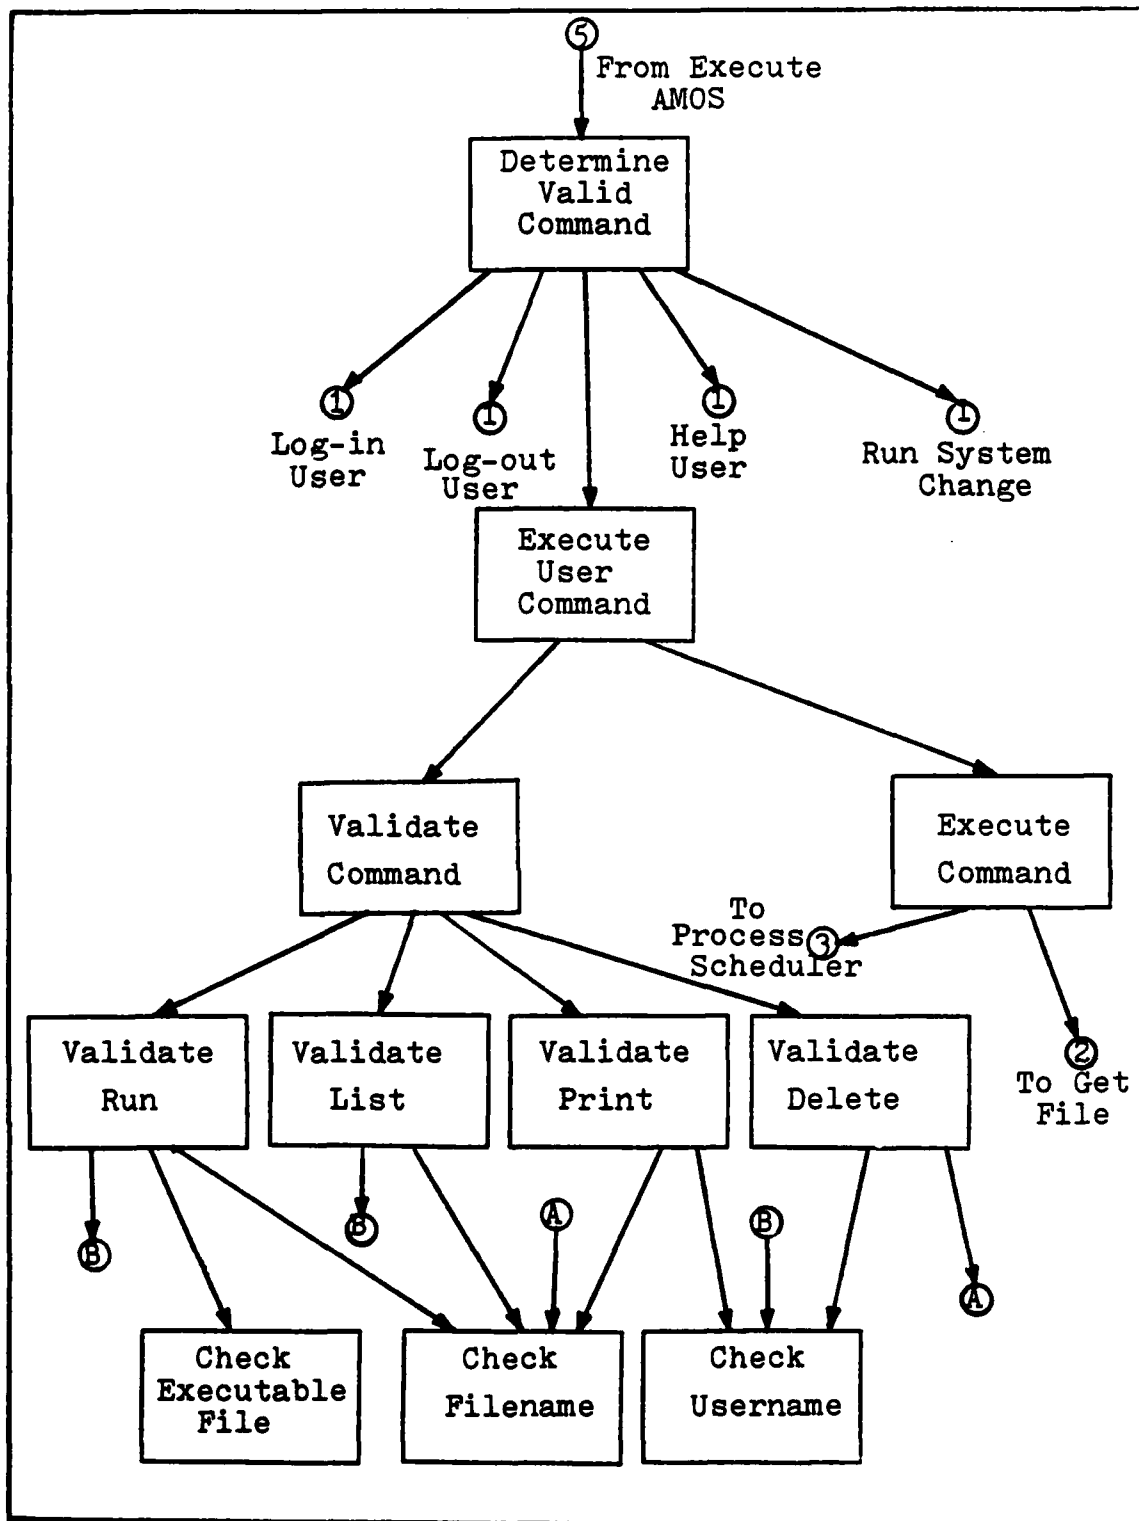 5
From Execute
AMOS
Determine
Valid
Command
1
Log-in
User
1
Log-out
User
1
Help
User
1
Run System
Change
Execute
User
Command
Validate
Command
Execute
Command
To
Process
Scheduler
3
2
To Get
File
Validate
Run
Validate
List
Validate
Print
Validate
Delete
B
B
A
B
A
Check
Executable
File
Check
Filename
Check
Username